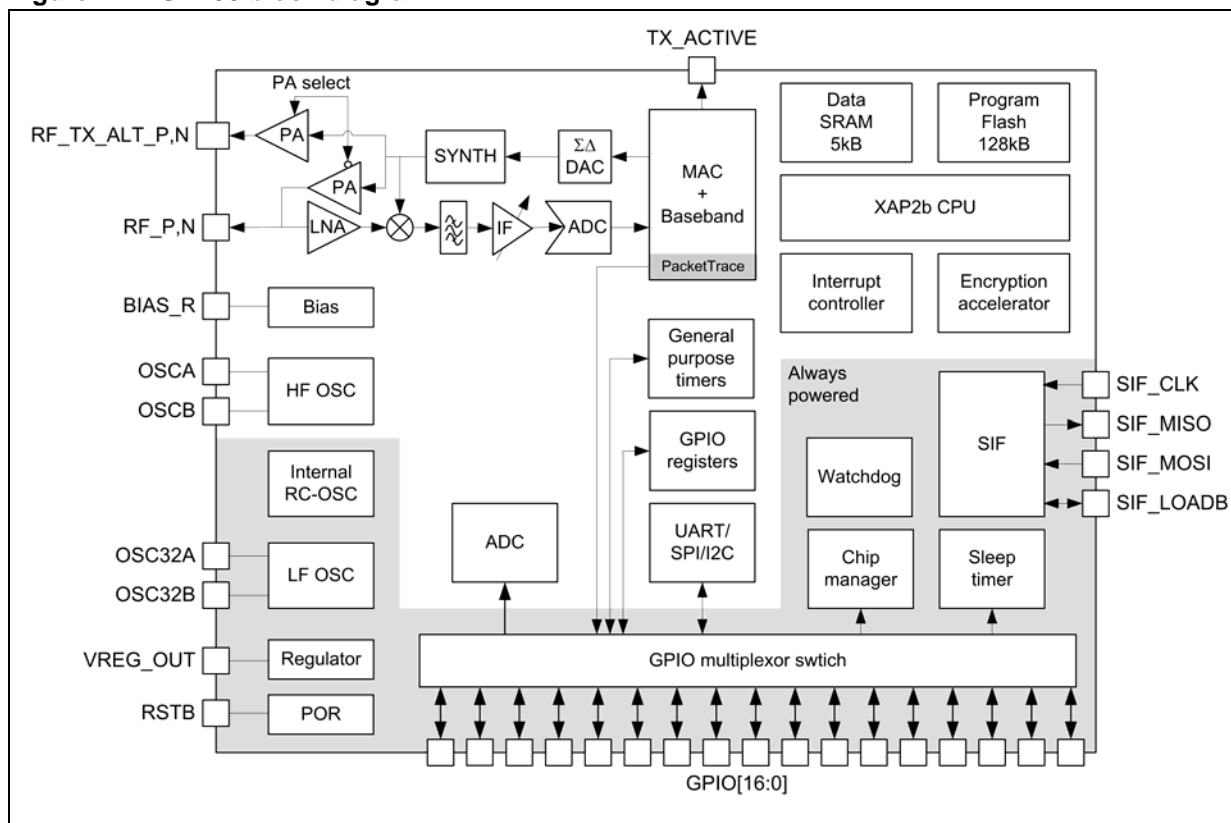 TX_ACTIVE
PA select
RF_TX_ALT_P,N
PA
PA
RF_P,N
LNA
SYNTH
ΣΔ
DAC
IF
ADC
MAC
+
Baseband
PacketTrace
Data
SRAM
5kB
Program
Flash
128kB
XAP2b CPU
Interrupt
controller
Encryption
accelerator
BIAS_R
Bias
OSCA
OSCB
HF OSC
General
purpose
timers
GPIO
registers
UART/
SPI/I2C
ADC
Always
powered
SIF
SIF_CLK
SIF_MISO
SIF_MOSI
SIF_LOADB
Watchdog
Chip
manager
Sleep
timer
Internal
RC-OSC
OSC32A
OSC32B
LF OSC
VREG_OUT
Regulator
RSTB
POR
GPIO multiplexor swtich
GPIO[16:0]